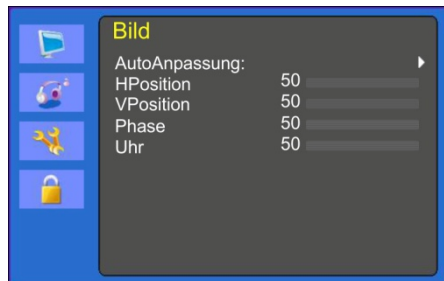 Bild
AutoAnpassung:
HPosition 50
VPosition 50
Phase 50
Uhr 50